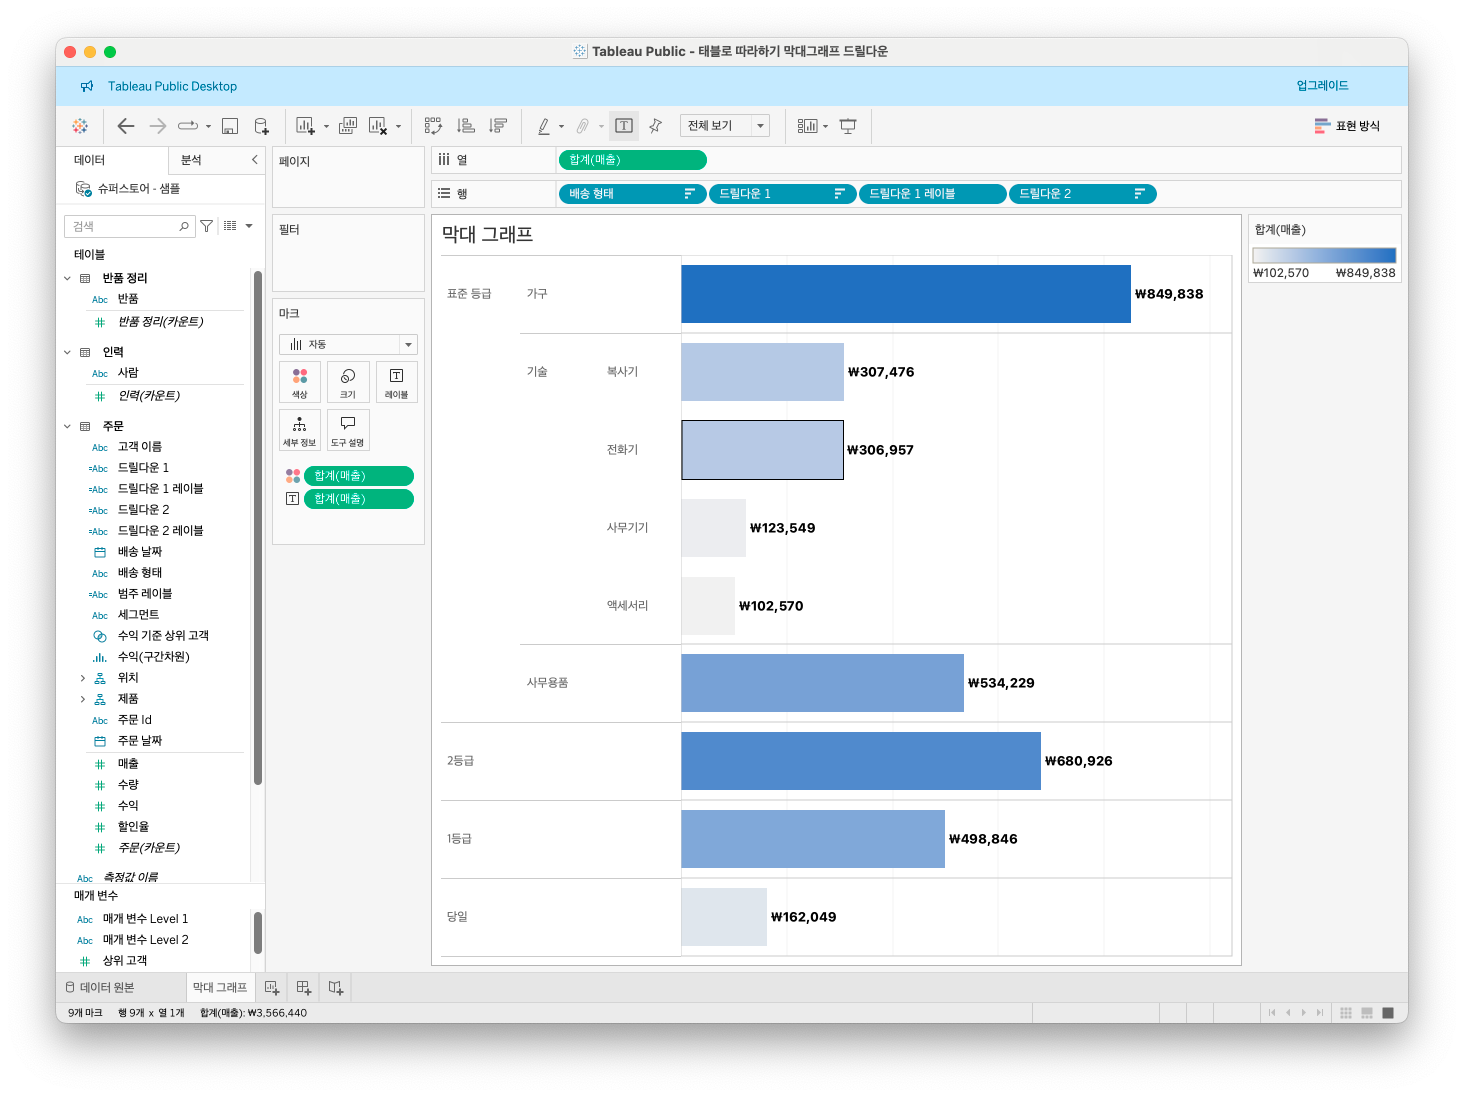 Tableau Public - 태블로 따라하기 막대그래프 드릴다운
Tableau Public Desktop
업그레이드
전체 보기
표현 방식
데이터
분석
슈퍼스토어 - 샘플
검색
테이블
반품 정리
Abc 반품
반품 정리(카운트)
인력
Abc 사람
인력(카운트)
주문
Abc 고객 이름
=Abc 드릴다운 1
=Abc 드릴다운 1 레이블
=Abc 드릴다운 2
=Abc 드릴다운 2 레이블
배송 날짜
Abc 배송 형태
=Abc 범주 레이블
Abc 세그먼트
수익 기준 상위 고객
수익(구간차원)
위치
제품
Abc 주문 Id
주문 날짜
매출
수량
수익
할인율
주문(카운트)
Abc 측정값 이름
매개 변수
Abc 매개 변수 Level 1
Abc 매개 변수 Level 2
상위 고객
페이지
필터
마크
자동
색상
크기
레이블
세부 정보
도구 설명
합계(매출)
합계(매출)
열
합계(매출)
행
배송 형태
드릴다운 1
드릴다운 1 레이블
드릴다운 2
막대 그래프
표준 등급 가구 ₩849,838
기술 복사기 ₩307,476
전화기 ₩306,957
사무기기 ₩123,549
액세서리 ₩102,570
사무용품 ₩534,229
2등급 ₩680,926
1등급 ₩498,846
당일 ₩162,049
합계(매출)
₩102,570 ₩849,838
데이터 원본
막대 그래프
9개 마크 행 9개 x 열 1개 합계(매출): ₩3,566,440